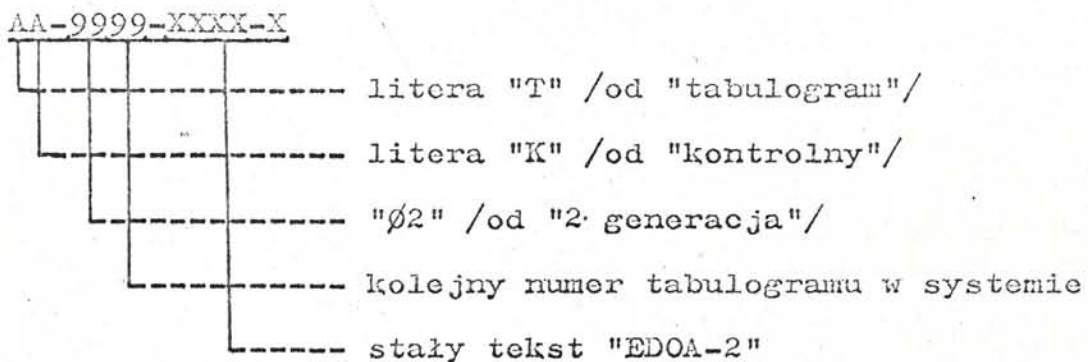 AA-9999-XXXX-X
litera "T" /od "tabulogram"/
litera "K" /od "kontrolny"/
"Ø2" /od "2 generacja"/
kolejny numer tabulogramu w systemie
stały tekst "EDOA-2"